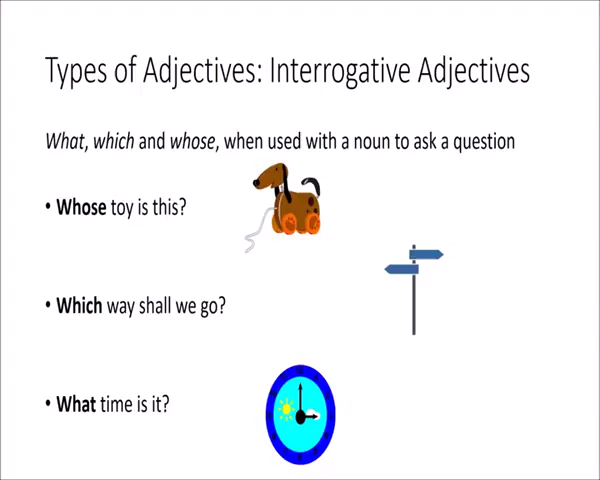 Types of Adjectives: Interrogative Adjectives
What, which and whose, when used with a noun to ask a question
• Whose toy is this?
• Which way shall we go?
• What time is it?